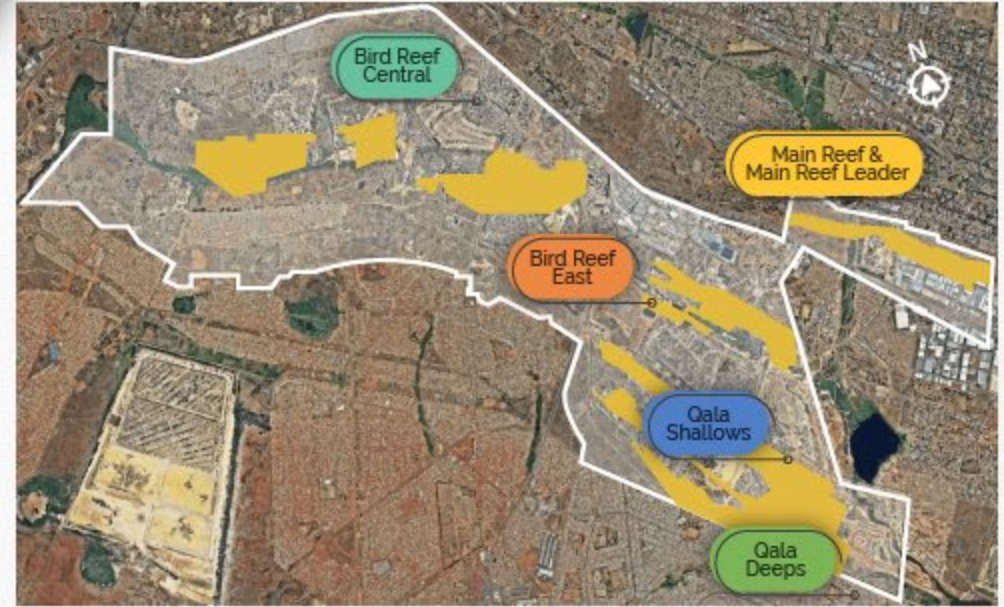 Bird Reef
Central
N
Main Reef &
Main Reef Leader
Bird Reef
East
Qala
Shallows
Qala
Deeps